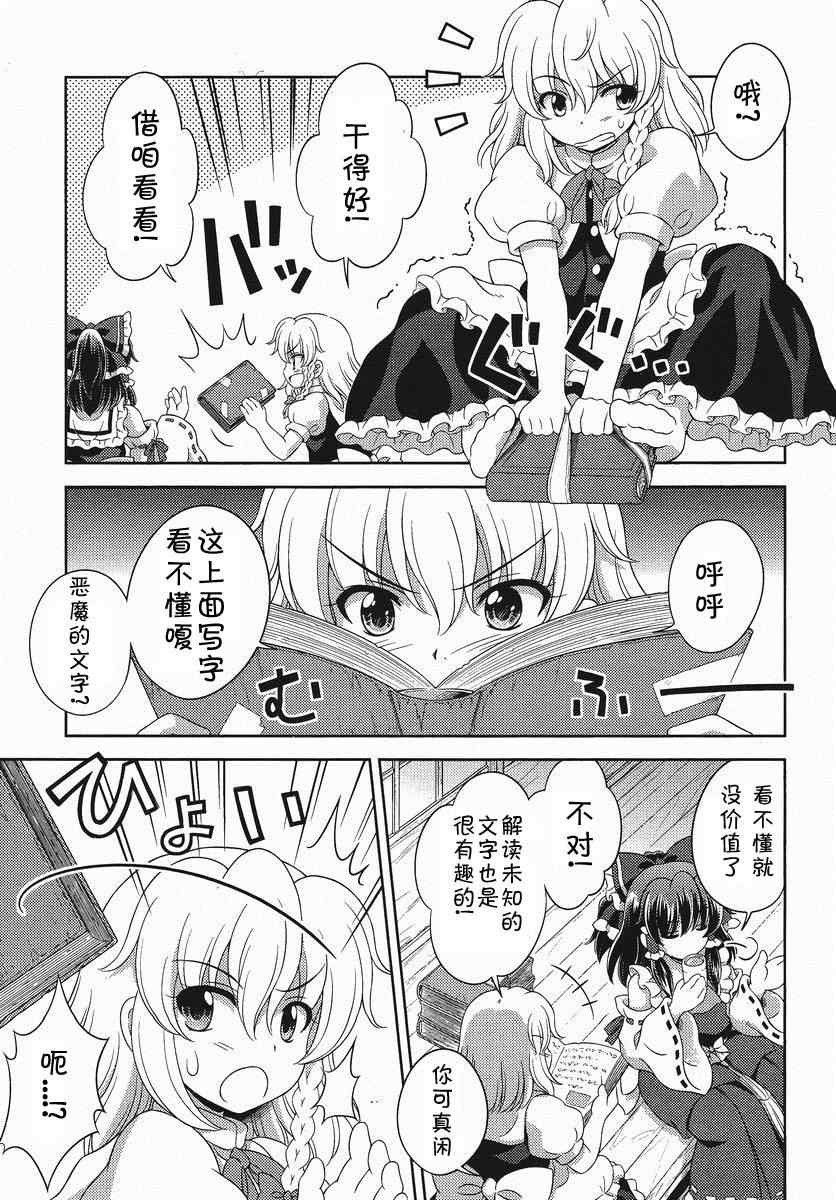 哦?
ぐぐ…
干得好!
借咱看看!
バッ
呼
呼
ふーむ
这上面写字
看不懂嗄
恶魔的文字?
看不懂就
没价值了
不对!
解读未知的
文字也是
很有趣的!
你可真闲
ひょいっ
呃…!?